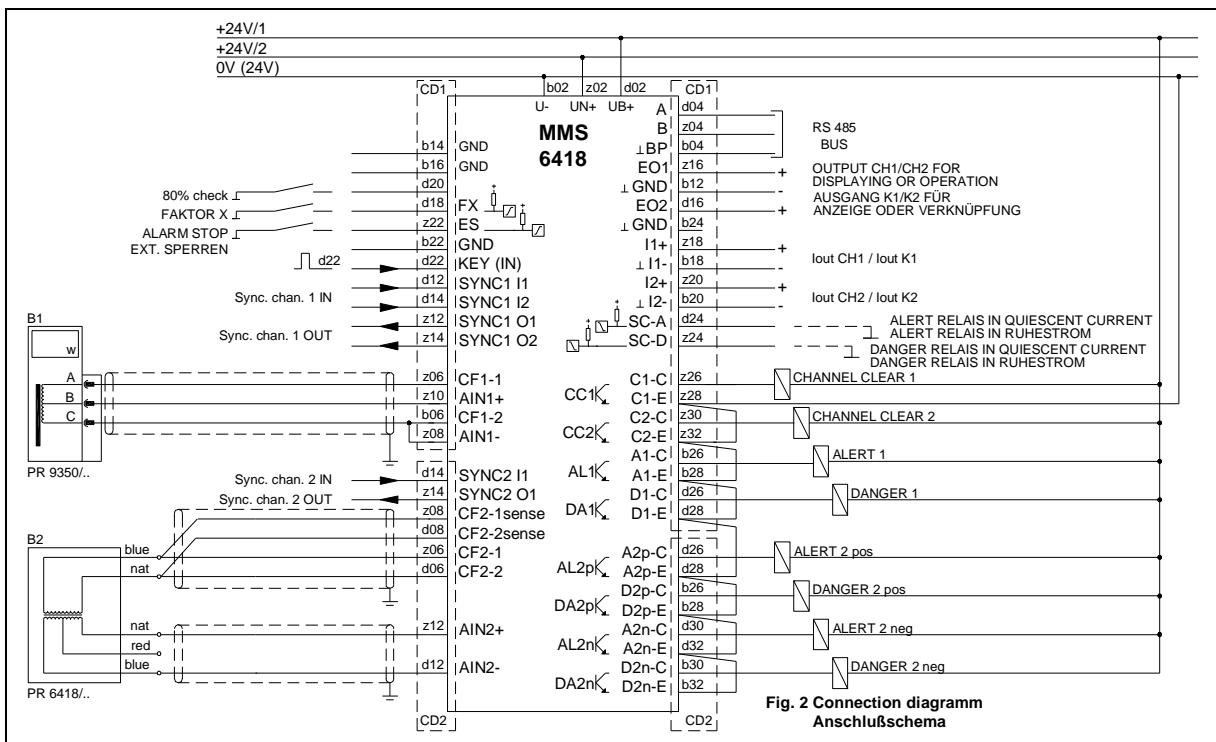 +24V/1
+24V/2
0V (24V)
CD1
b02 z02 d02
CD1
U- UN+ UB+
MMS
6418
b14 GND
b16 GND
d20
80% check
d18 FX
FAKTOR X
z22 ES
ALARM STOP
EXT. SPERREN
b22 GND
d22
d22 KEY (IN)
d12 SYNC1 I1
Sync. chan. 1 IN
d14 SYNC1 I2
z12 SYNC1 O1
Sync. chan. 1 OUT
z14 SYNC1 O2
B1
w
A
B
C
PR 9350/..
z06 CF1-1
z10 AIN1+
b06 CF1-2
z08 AIN1-
d14 SYNC2 I1
Sync. chan. 2 IN
z14 SYNC2 O1
Sync. chan. 2 OUT
z08 CF2-1sense
d08 CF2-2sense
z06 CF2-1
d06 CF2-2
B2
blue
nat
nat
red
blue
PR 6418/..
z12 AIN2+
d12 AIN2-
CD2
A d04
B z04
⊥BP b04
RS 485
BUS
EO1 z16 +
⊥ GND b12 -
EO2 d16 +
⊥ GND b24
OUTPUT CH1/CH2 FOR
DISPLAYING OR OPERATION
AUSGANG K1/K2 FÜR
ANZEIGE ODER VERKNÜPFUNG
I1+ z18 +
⊥ I1- b18 -
Iout CH1 / Iout K1
I2+ z20 +
⊥ I2- b20 -
Iout CH2 / Iout K2
SC-A d24
ALERT RELAIS IN QUIESCENT CURRENT
ALERT RELAIS IN RUHESTROM
SC-D z24
DANGER RELAIS IN QUIESCENT CURRENT
DANGER RELAIS IN RUHESTROM
CC1 C1-C z26 CHANNEL CLEAR 1
C1-E z28
CC2 C2-C z30 CHANNEL CLEAR 2
C2-E z32
AL1 A1-C b26 ALERT 1
A1-E b28
DA1 D1-C d26 DANGER 1
D1-E d28
AL2p A2p-C d26 ALERT 2 pos
A2p-E d28
DA2p D2p-C b26 DANGER 2 pos
D2p-E b28
AL2n A2n-C d30 ALERT 2 neg
A2n-E d32
DA2n D2n-C b30 DANGER 2 neg
D2n-E b32
CD2
Fig. 2 Connection diagramm
Anschlußschema